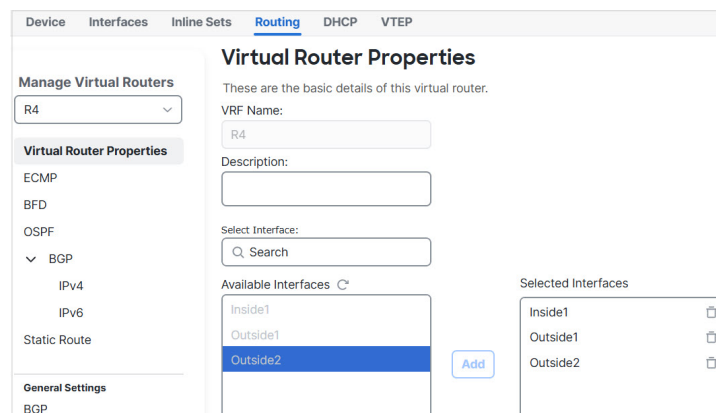 Device Interfaces Inline Sets Routing DHCP VTEP
Manage Virtual Routers
R4
Virtual Router Properties
ECMP
BFD
OSPF
BGP
IPv4
IPv6
Static Route
General Settings
BGP
Virtual Router Properties
These are the basic details of this virtual router.
VRF Name:
R4
Description:
Select Interface:
Search
Available Interfaces
Inside1
Outside1
Outside2
Add
Selected Interfaces
Inside1
Outside1
Outside2